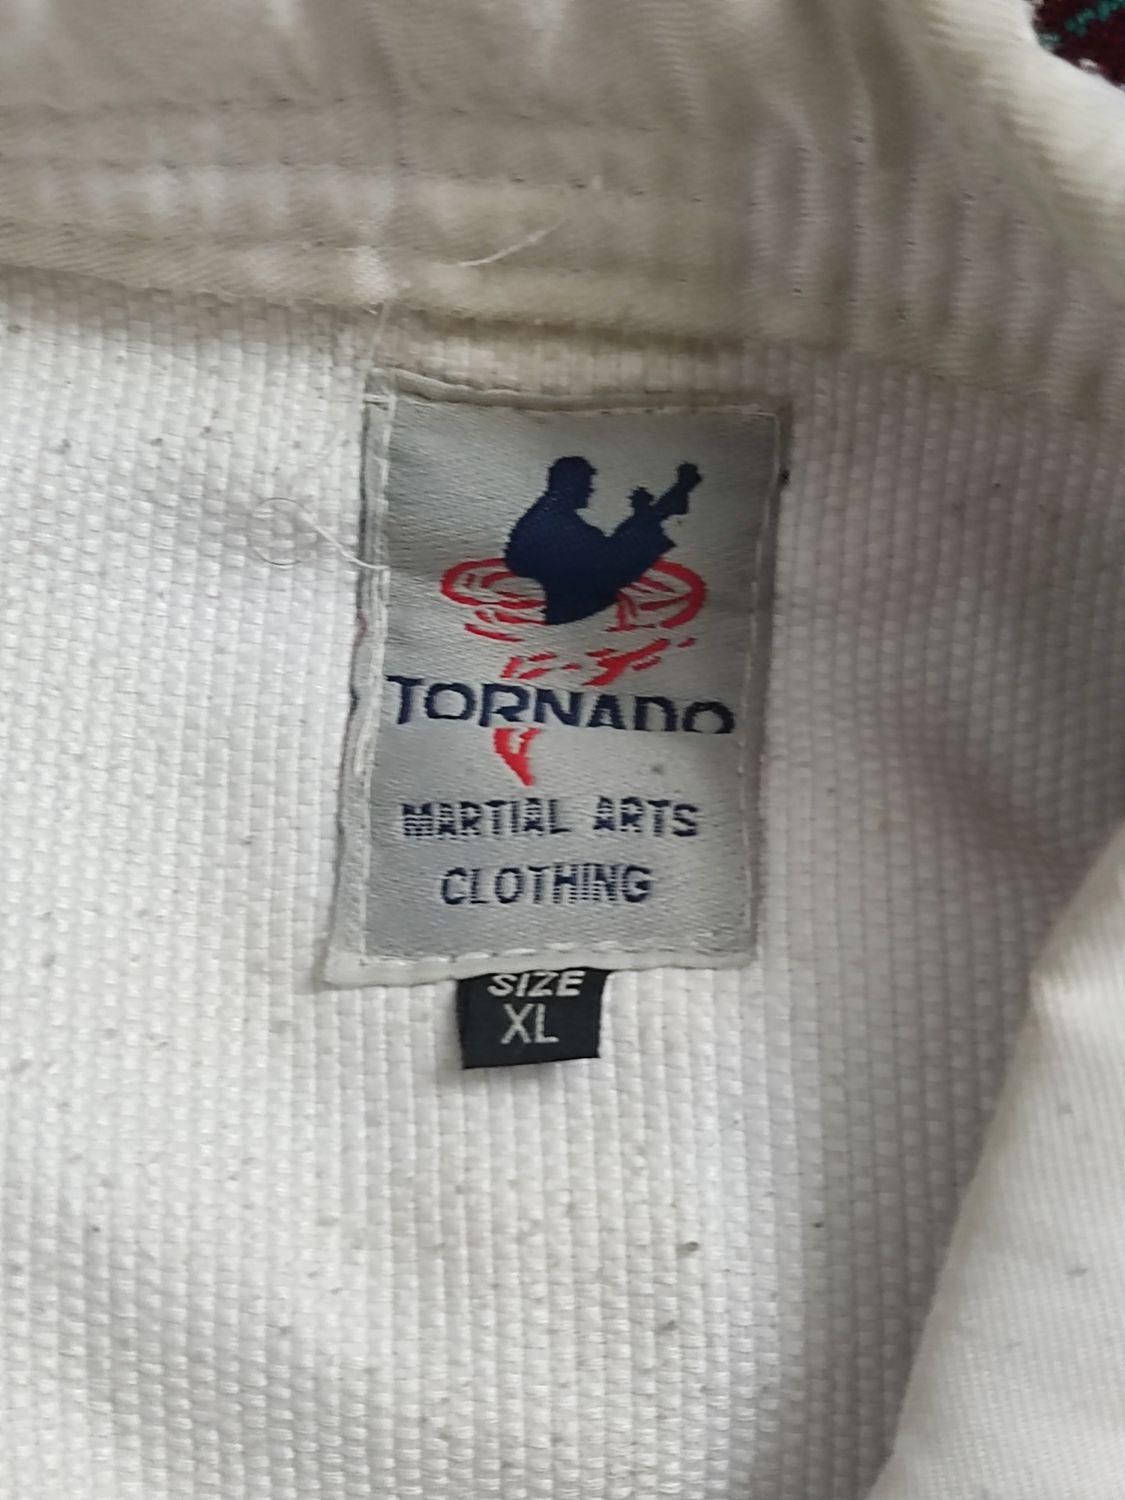 TORNADO
MARTIAL ARTS
CLOTHING
SIZE
XL